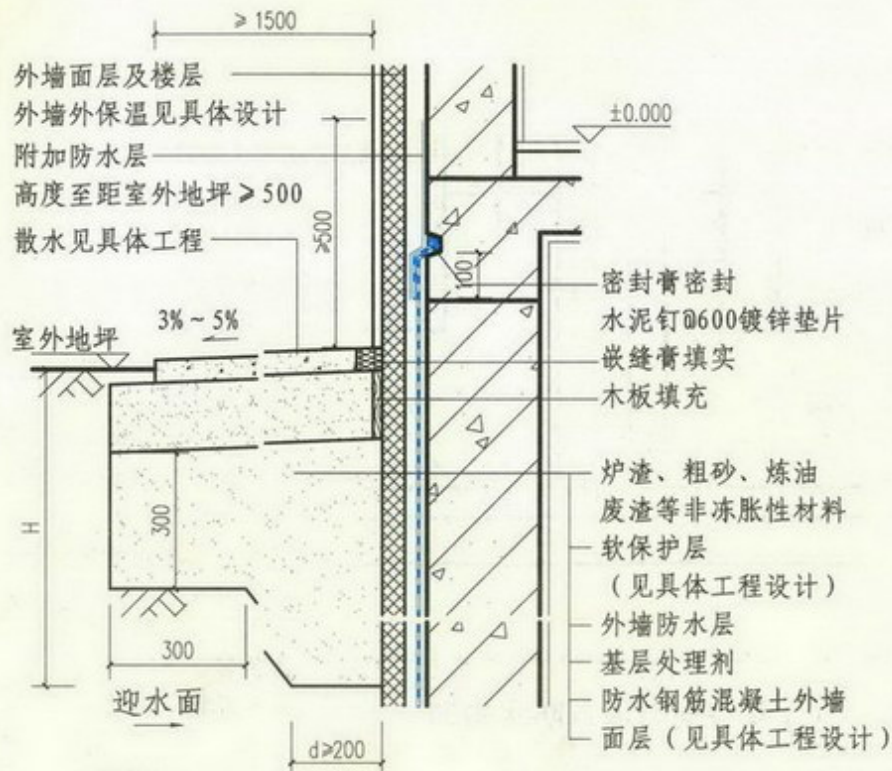 ≥1500
外墙面层及楼层
外墙外保温见具体设计
附加防水层
高度至距室外地坪≥500
散水见具体工程
±0.000
≥500
100
3%~5%
室外地坪
密封膏密封
水泥钉@600镀锌垫片
嵌缝膏填实
木板填充
炉渣、粗砂、炼油
废渣等非冻胀性材料
软保护层
(见具体工程设计)
外墙防水层
基层处理剂
防水钢筋混凝土外墙
面层(见具体工程设计)
H
300
300
迎水面
d≥200